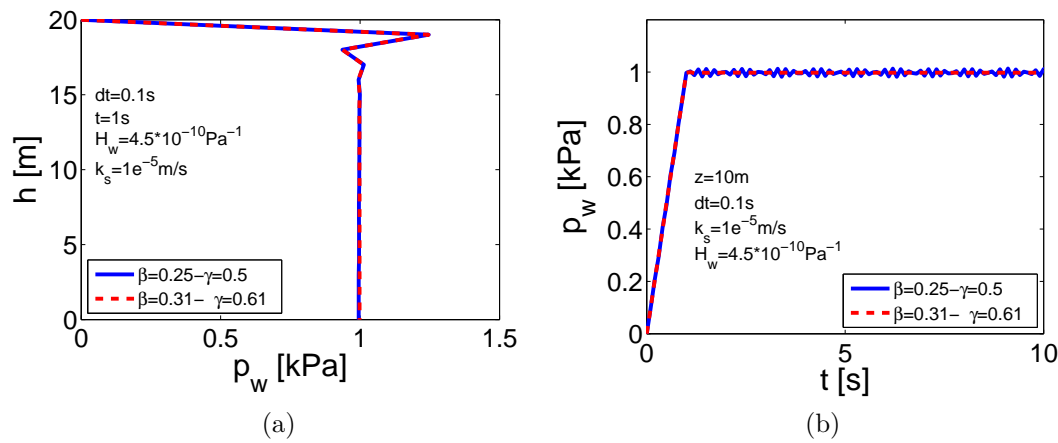 20
15
10
5
0
h [m]
dt=0.1s
t=1s
H_w=4.5*10^{-10}Pa^{-1}
k_s=1e^{-5}m/s
β=0.25−γ=0.5
β=0.31− γ=0.61
0 0.5 1 1.5
p_w [kPa]
(a)
1
0.8
0.6
0.4
0.2
0
p_w [kPa]
z=10m
dt=0.1s
k_s=1e^{-5}m/s
H_w=4.5*10^{-10}Pa^{-1}
β=0.25−γ=0.5
β=0.31− γ=0.61
0 5 10
t [s]
(b)